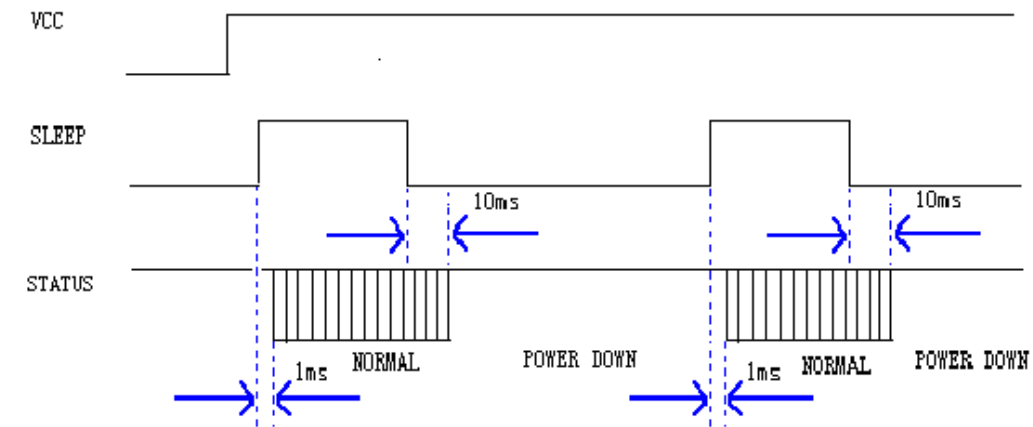 VCC
SLEEP
10ms 10ms
STATUS
1ms NORMAL POWER DOWN 1ms NORMAL POWER DOWN